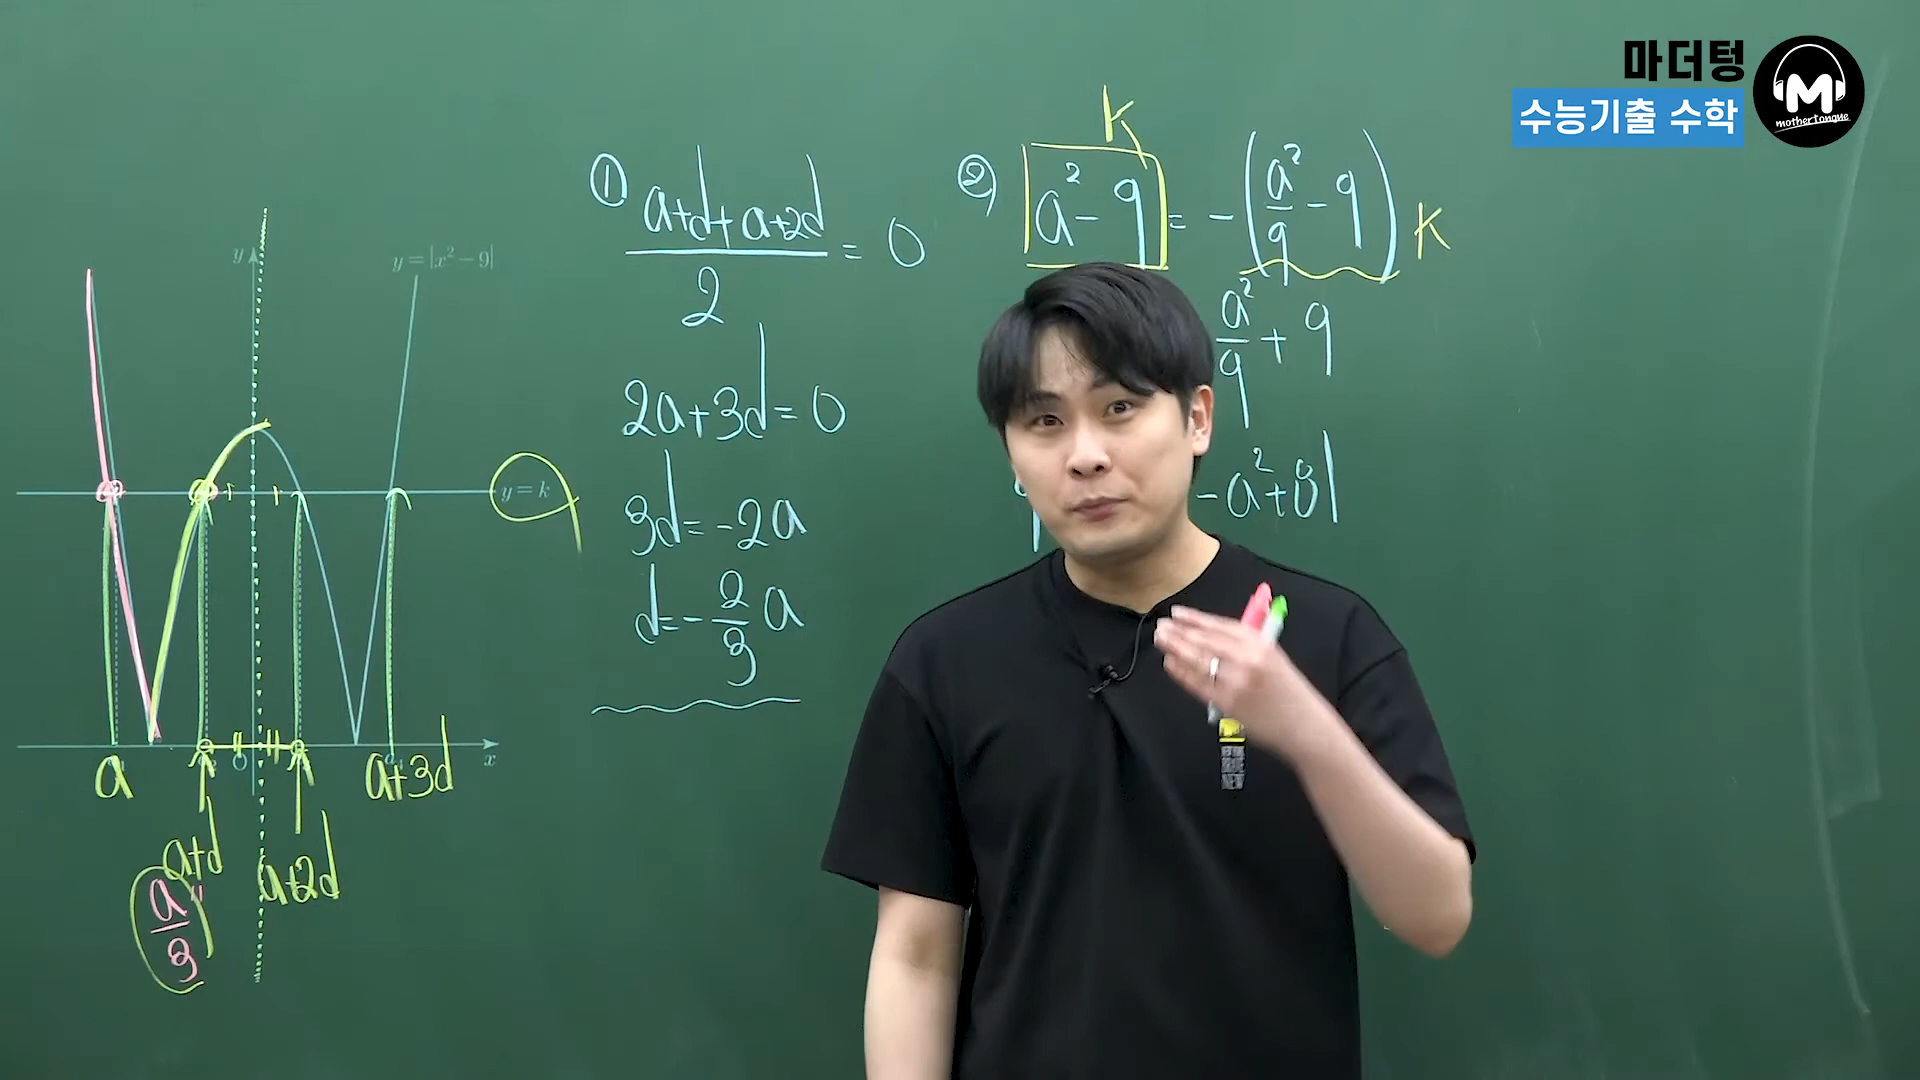 마더텅
수능기출 수학
M
mothertongue
y
y = |x² - 9|
y = k
a
O
a+3d
x
a+d
a+2d
a/3
①
(a+d+a+2d)/2 = 0
2a+3d=0
3d=-2a
d=-2/3 a
K
② a²-9 = -(a²/9 - 9) K
a²/9 + 9
-a²+81